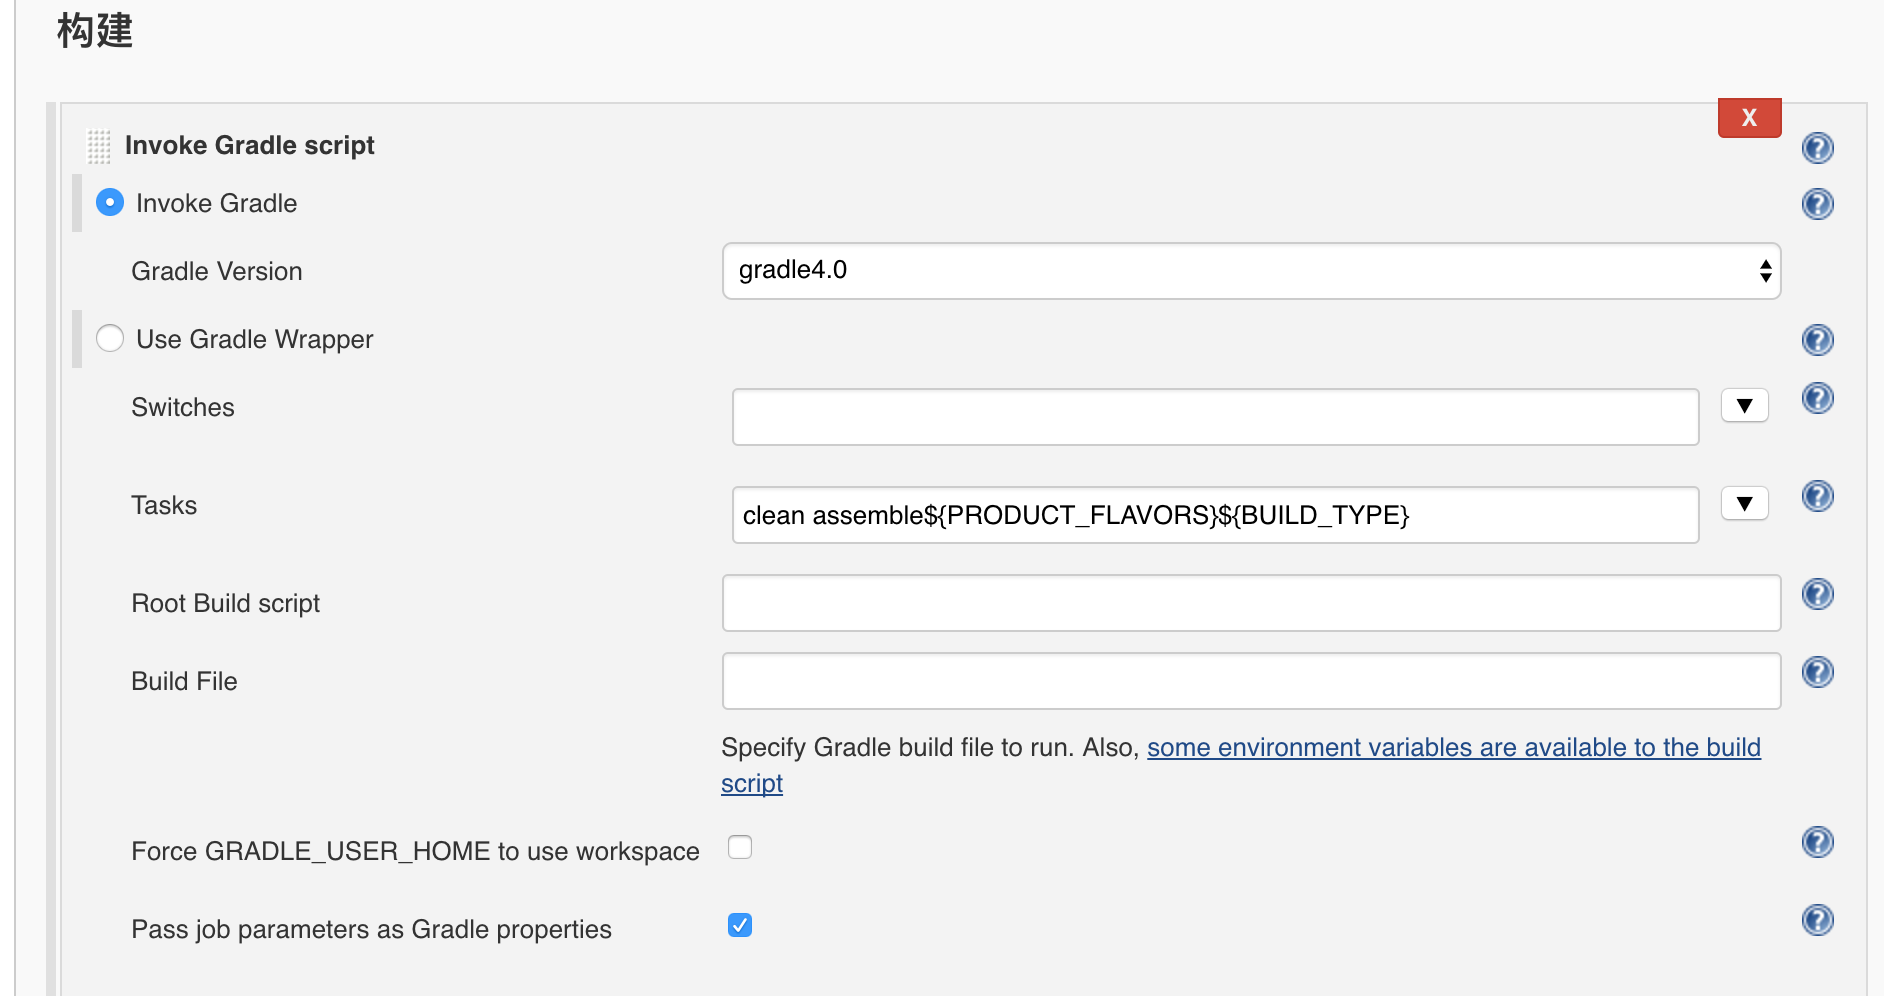 构建
X
Invoke Gradle script
Invoke Gradle
Gradle Version
gradle4.0
Use Gradle Wrapper
Switches
Tasks
clean assemble${PRODUCT_FLAVORS}${BUILD_TYPE}
Root Build script
Build File
Specify Gradle build file to run. Also, some environment variables are available to the build
script
Force GRADLE_USER_HOME to use workspace
Pass job parameters as Gradle properties